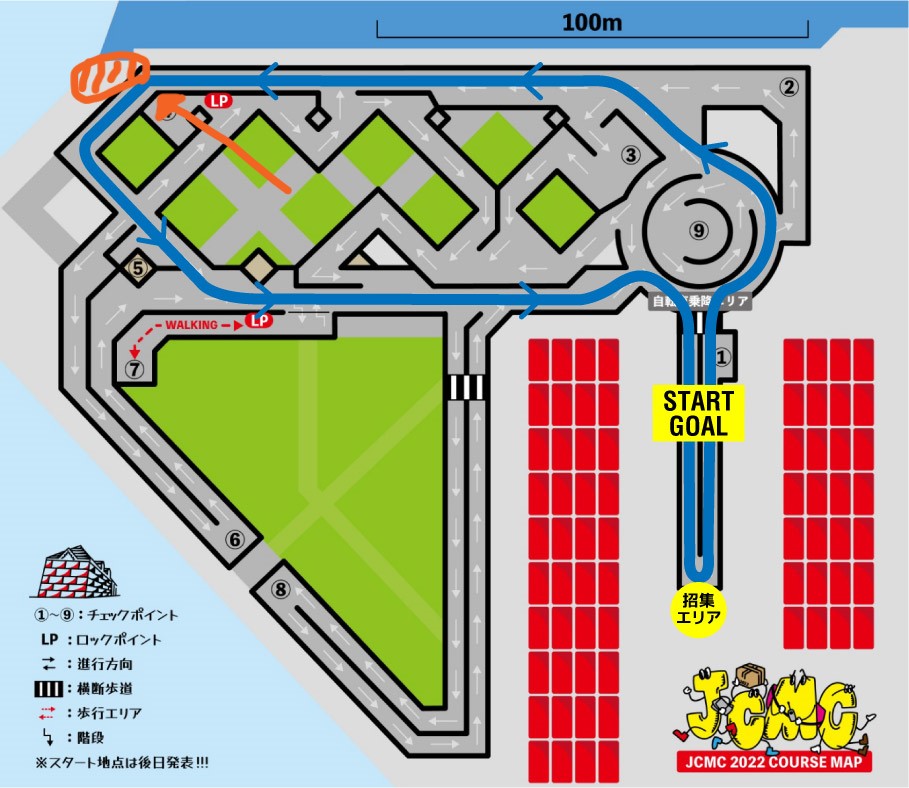 100m
②
LP
③
⑨
⑤
自転車乗降エリア
WALKING
LP
①
⑦
START
GOAL
⑥
⑧
招集
エリア
①~⑨:チェックポイント
LP:ロックポイント
:進行方向
:横断歩道
:歩行エリア
:階段
※スタート地点は後日発表!!!
JCMC
JCMC 2022 COURSE MAP